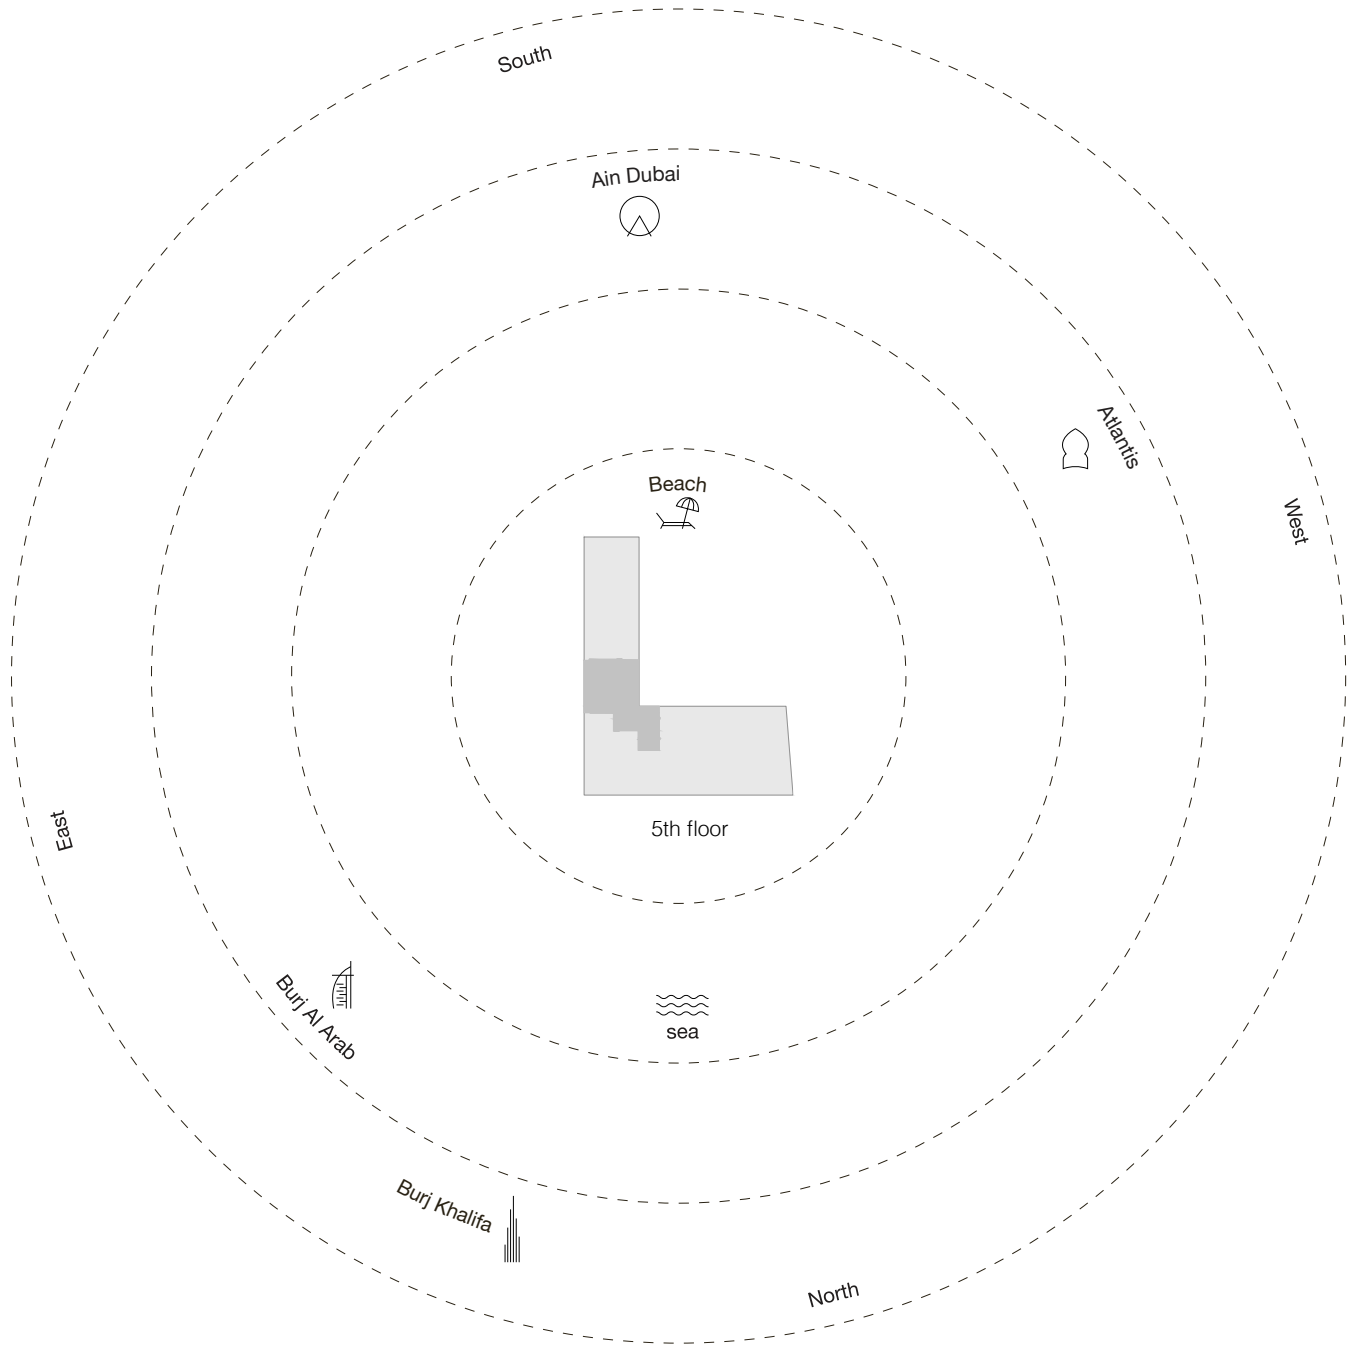 South
Ain Dubai
Atlantis
Beach
West
East
5th floor
Burj Al Arab
sea
Burj Khalifa
North